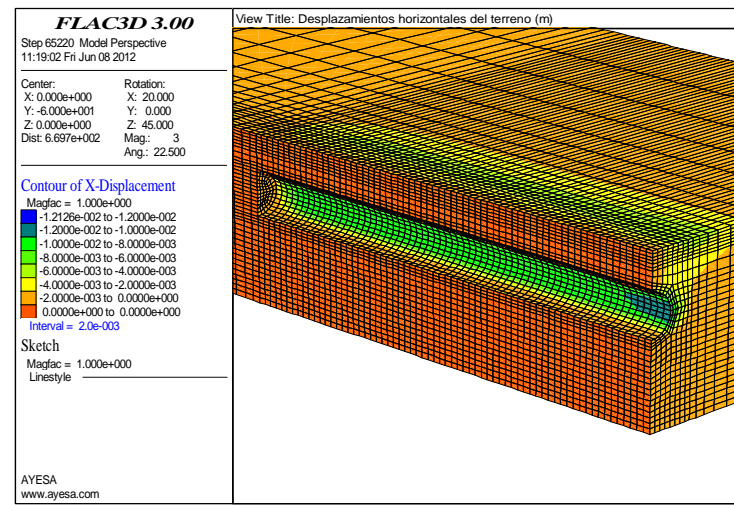 FLAC3D 3.00
Step 65220 Model Perspective
11:19:02 Fri Jun 08 2012
Center:
X: 0.000e+000
Y: -6.000e+001
Z: 0.000e+000
Dist: 6.697e+002
Rotation:
X: 20.000
Y: 0.000
Z: 45.000
Mag.: 3
Ang.: 22.500
Contour of X-Displacement
Magfac = 1.000e+000
-1.2126e-002 to -1.2000e-002
-1.2000e-002 to -1.0000e-002
-1.0000e-002 to -8.0000e-003
-8.0000e-003 to -6.0000e-003
-6.0000e-003 to -4.0000e-003
-4.0000e-003 to -2.0000e-003
-2.0000e-003 to 0.0000e+000
0.0000e+000 to 0.0000e+000
Interval = 2.0e-003
Sketch
Magfac = 1.000e+000
Linestyle
AYESA
www.ayesa.com
View Title: Desplazamientos horizontales del terreno (m)